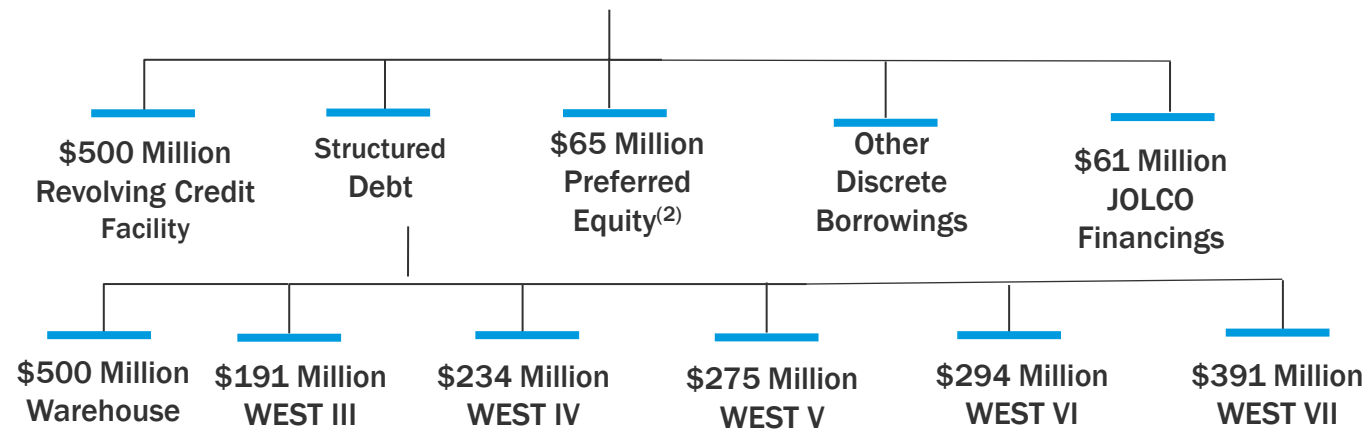 $500 Million
Revolving Credit
Facility
Structured
Debt
$65 Million
Preferred
Equity(2)
Other
Discrete
Borrowings
$61 Million
JOLCO
Financings
$500 Million
Warehouse
$191 Million
WEST III
$234 Million
WEST IV
$275 Million
WEST V
$294 Million
WEST VI
$391 Million
WEST VII